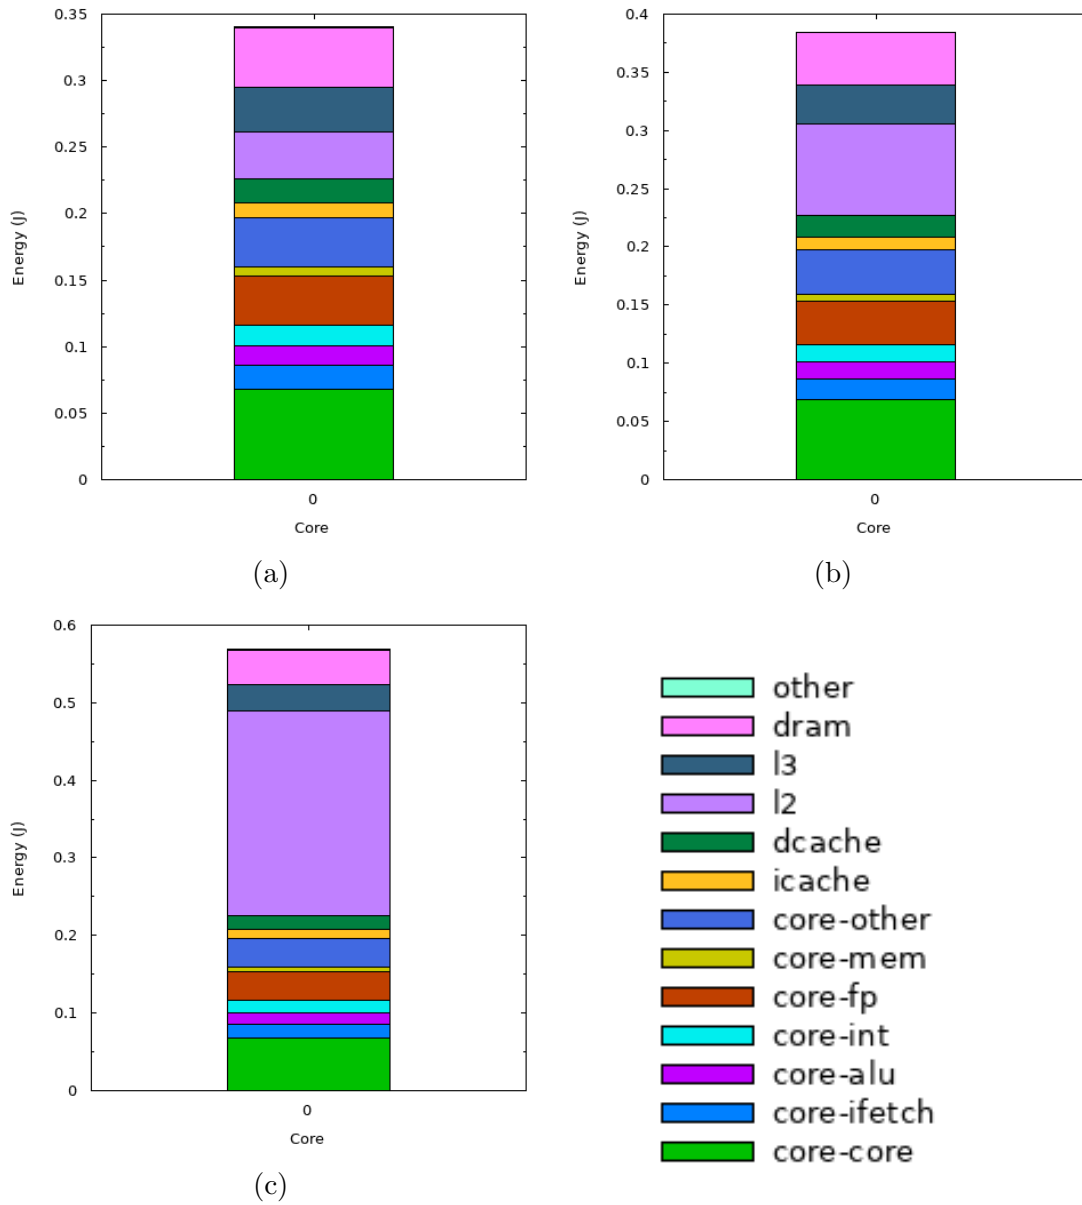 0.35
0.3
0.25
0.2
0.15
0.1
0.05
0
Energy (J)
0
Core
(a)
0.4
0.35
0.3
0.25
0.2
0.15
0.1
0.05
0
Energy (J)
0
Core
(b)
0.6
0.5
0.4
0.3
0.2
0.1
0
Energy (J)
0
Core
(c)
other
dram
l3
l2
dcache
icache
core-other
core-mem
core-fp
core-int
core-alu
core-ifetch
core-core